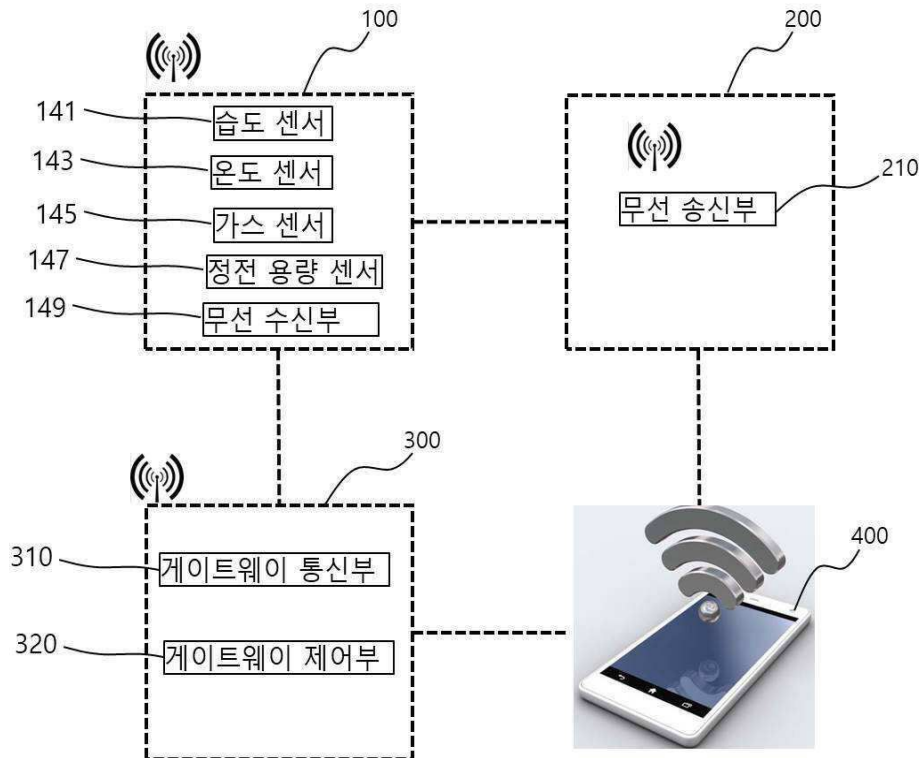 100
200
141
습도 센서
143
온도 센서
210
145
가스 센서
무선 송신부
147
정전 용량 센서
149
무선 수신부
300
310
게이트웨이 통신부
400
320
게이트웨이 제어부